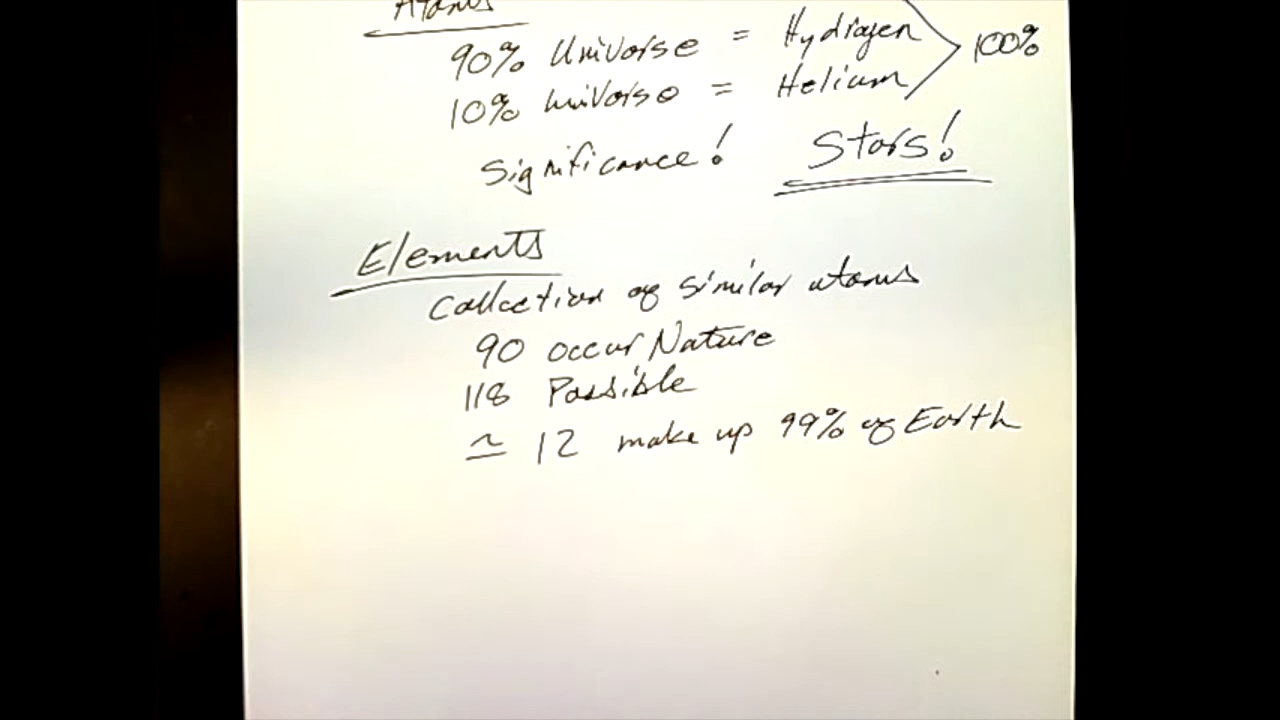 Atoms
90% Universe = Hydrogen
10% Universe = Helium
100%
Significance! Stars!
Elements
Collection of similar atoms
90 occur Nature
118 Possible
≃ 12 make up 99% of Earth